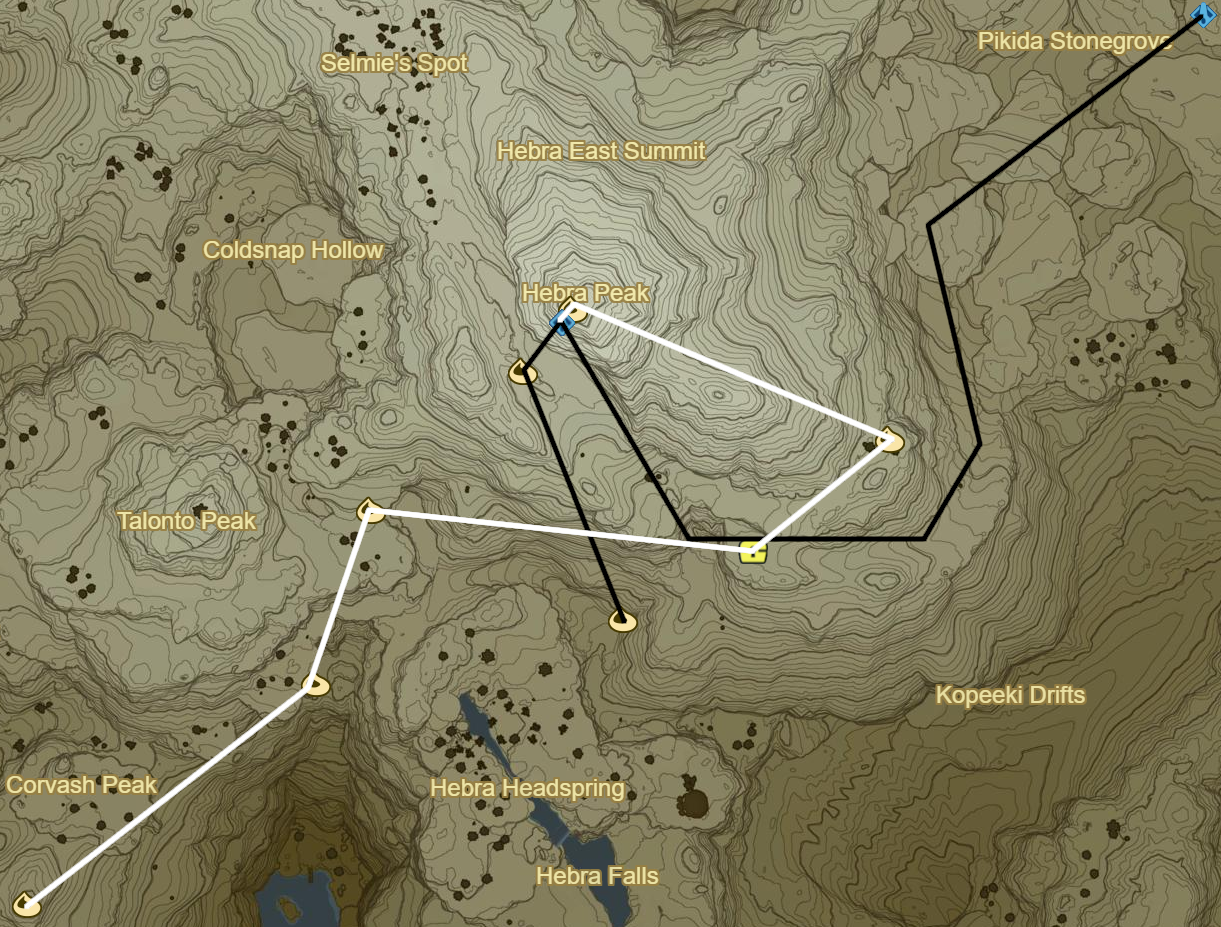 Pikida Stonegrove
Selmie's Spot
Hebra East Summit
Coldsnap Hollow
Hebra Peak
Talonto Peak
Kopeeki Drifts
Corvash Peak
Hebra Headspring
Hebra Falls